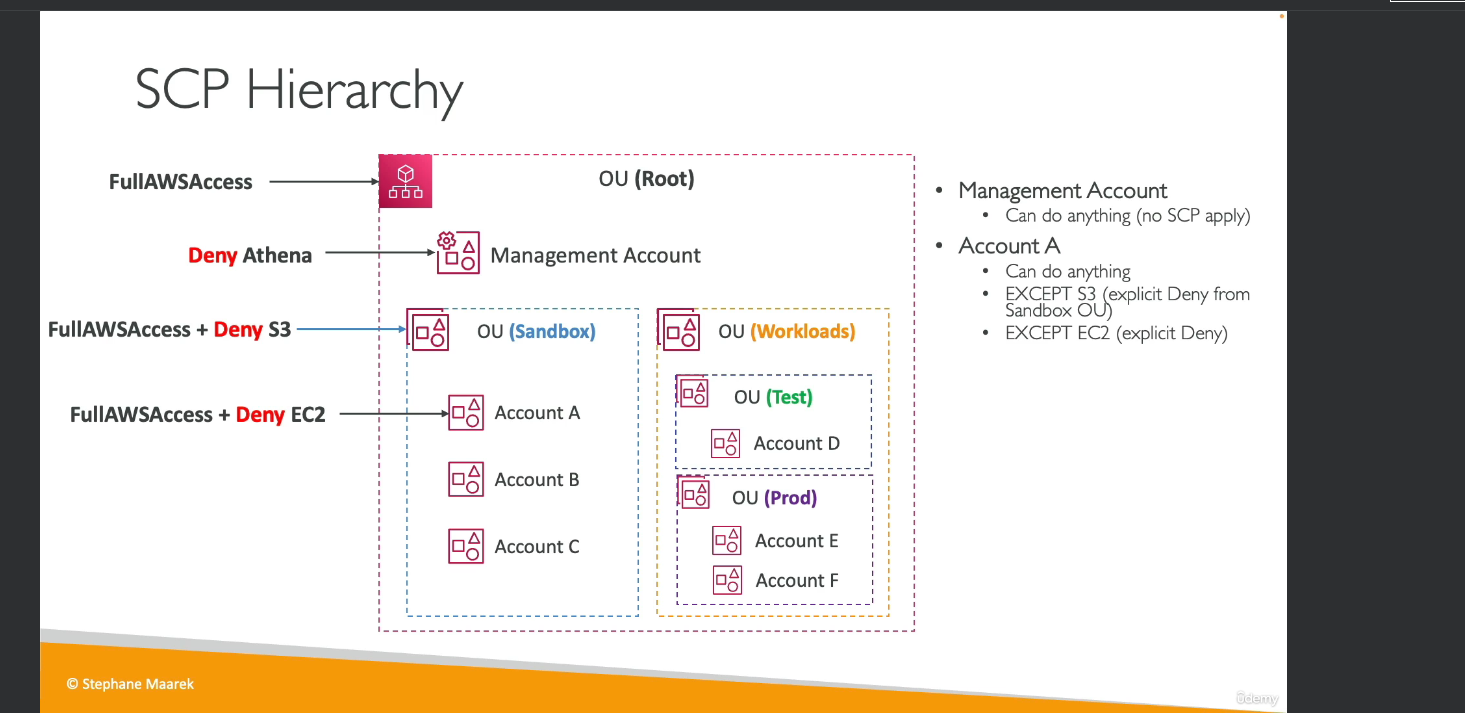 SCP Hierarchy
FullAWSAccess
OU (Root)
Deny Athena
Management Account
FullAWSAccess + Deny S3
OU (Sandbox)
OU (Workloads)
FullAWSAccess + Deny EC2
Account A
Account B
Account C
OU (Test)
Account D
OU (Prod)
Account E
Account F
• Management Account
• Can do anything (no SCP apply)
• Account A
• Can do anything
• EXCEPT S3 (explicit Deny from
Sandbox OU)
• EXCEPT EC2 (explicit Deny)
© Stephane Maarek
ûdemy